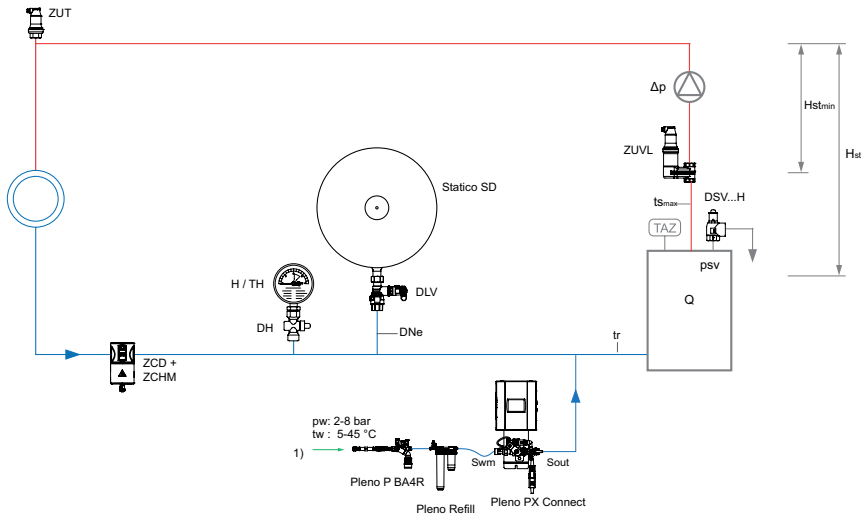 ZUT
Δp
Hstmin
Hst
ZUVL
Statico SD
DSV...H
tsmax
TAZ
psv
H / TH
DLV
Q
DH
DNe
tr
ZCD +
ZCHM
pw: 2-8 bar
tw : 5-45 °C
1)
Swm
Sout
Pleno P BA4R
Pleno PX Connect
Pleno Refill